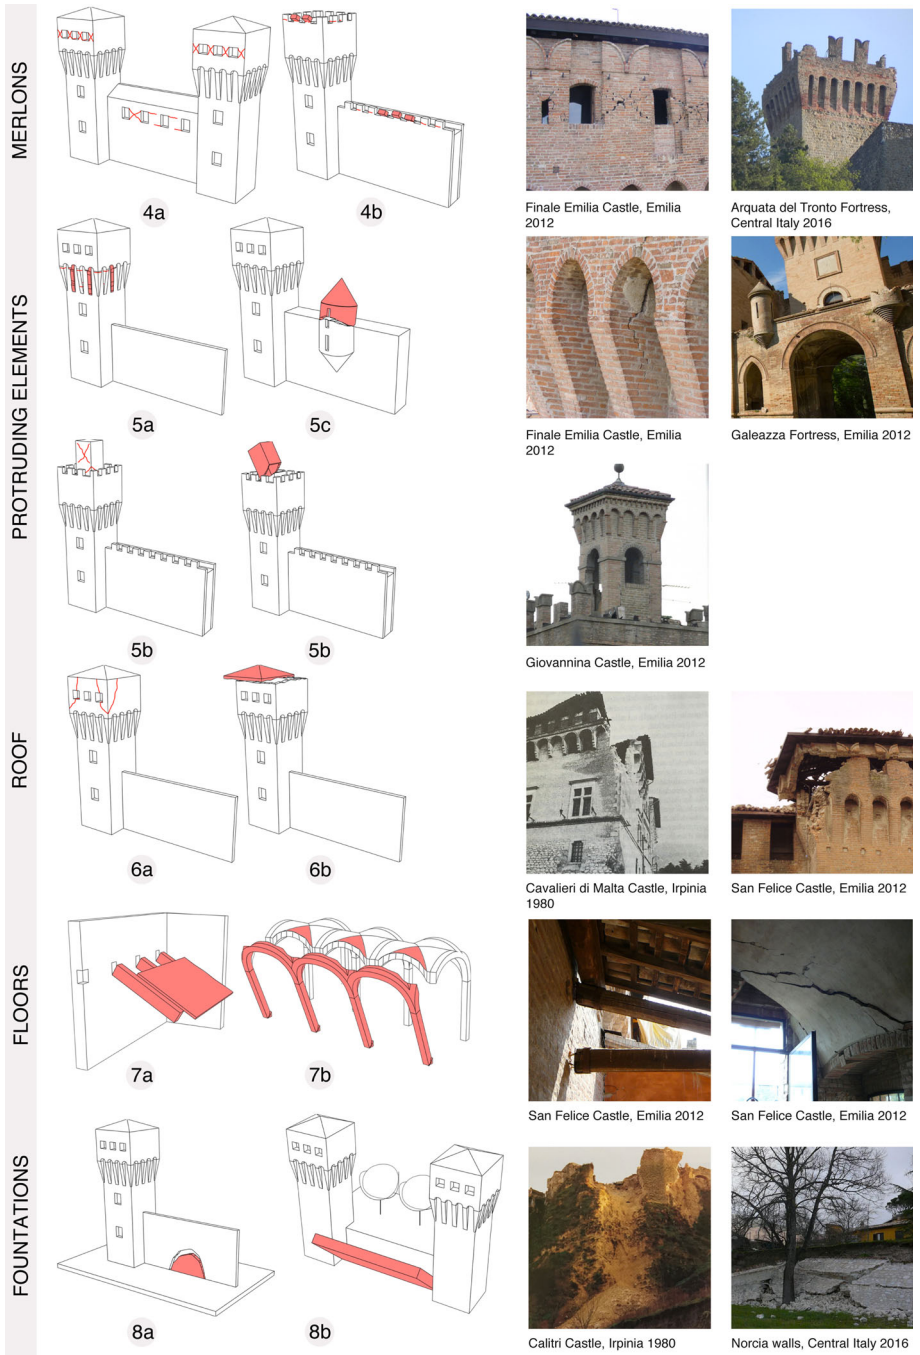 MERLONS
4a
4b
Finale Emilia Castle, Emilia
2012
Arquata del Tronto Fortress,
Central Italy 2016
PROTRUDING ELEMENTS
5a
5c
Finale Emilia Castle, Emilia
2012
Galeazza Fortress, Emilia 2012
5b
5b
Giovannina Castle, Emilia 2012
ROOF
6a
6b
Cavalieri di Malta Castle, Irpinia
1980
San Felice Castle, Emilia 2012
FLOORS
7a
7b
San Felice Castle, Emilia 2012
San Felice Castle, Emilia 2012
FOUNTATIONS
8a
8b
Calitri Castle, Irpinia 1980
Norcia walls, Central Italy 2016